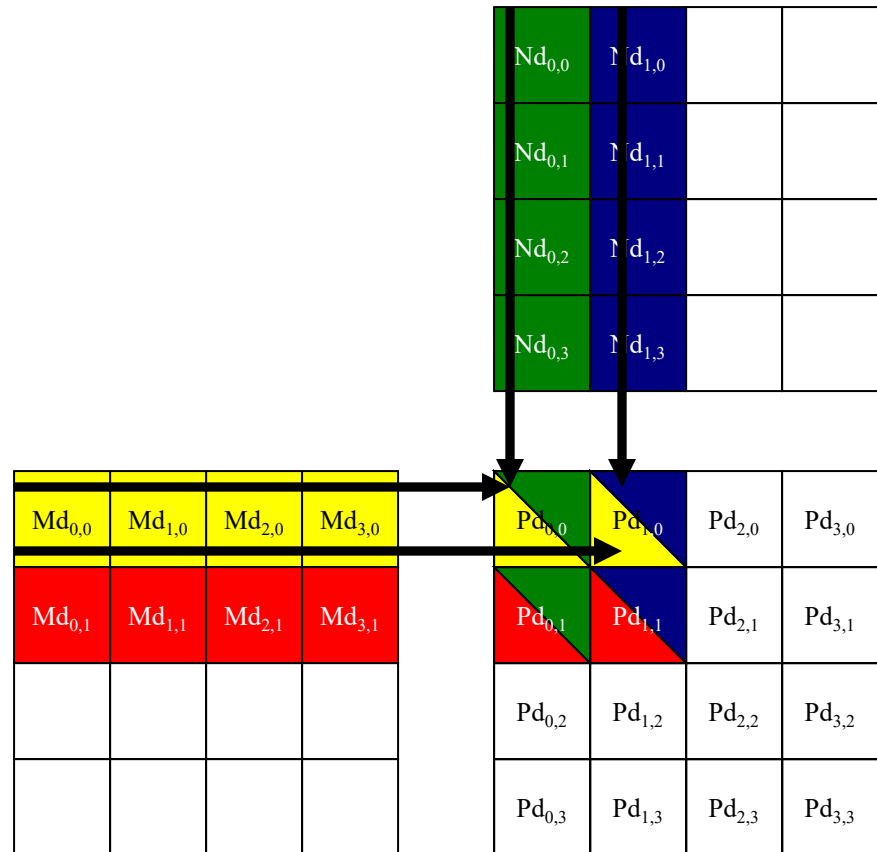 Nd0,0 Nd1,0
Nd0,1 Nd1,1
Nd0,2 Nd1,2
Nd0,3 Nd1,3
Md0,0 Md1,0 Md2,0 Md3,0 Pd0,0 Pd1,0 Pd2,0 Pd3,0
Md0,1 Md1,1 Md2,1 Md3,1 Pd0,1 Pd1,1 Pd2,1 Pd3,1
Pd0,2 Pd1,2 Pd2,2 Pd3,2
Pd0,3 Pd1,3 Pd2,3 Pd3,3